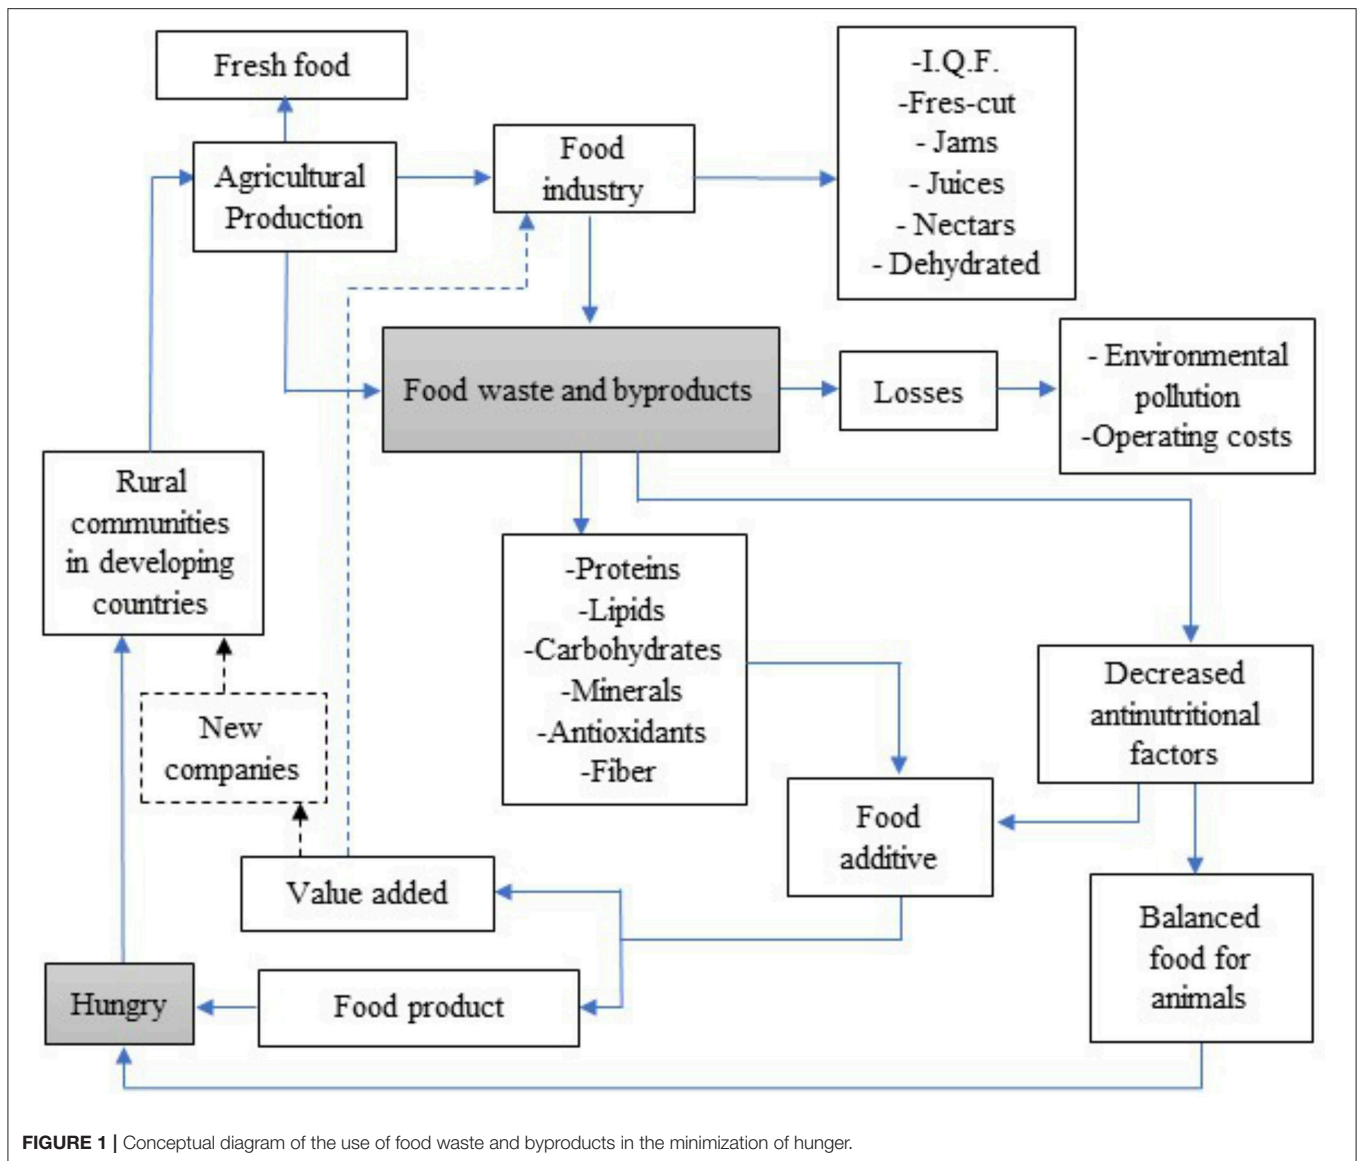 Fresh food
-I.Q.F.
-Fres-cut
- Jams
- Juices
- Nectars
- Dehydrated
Food
industry
Agricultural
Production
Food waste and byproducts
Losses
- Environmental
pollution
-Operating costs
Rural
communities
in developing
countries
-Proteins
-Lipids
-Carbohydrates
-Minerals
-Antioxidants
-Fiber
Decreased
antinutritional
factors
New
companies
Food
additive
Value added
Balanced
food for
animals
Hungry
Food product
FIGURE 1 | Conceptual diagram of the use of food waste and byproducts in the minimization of hunger.